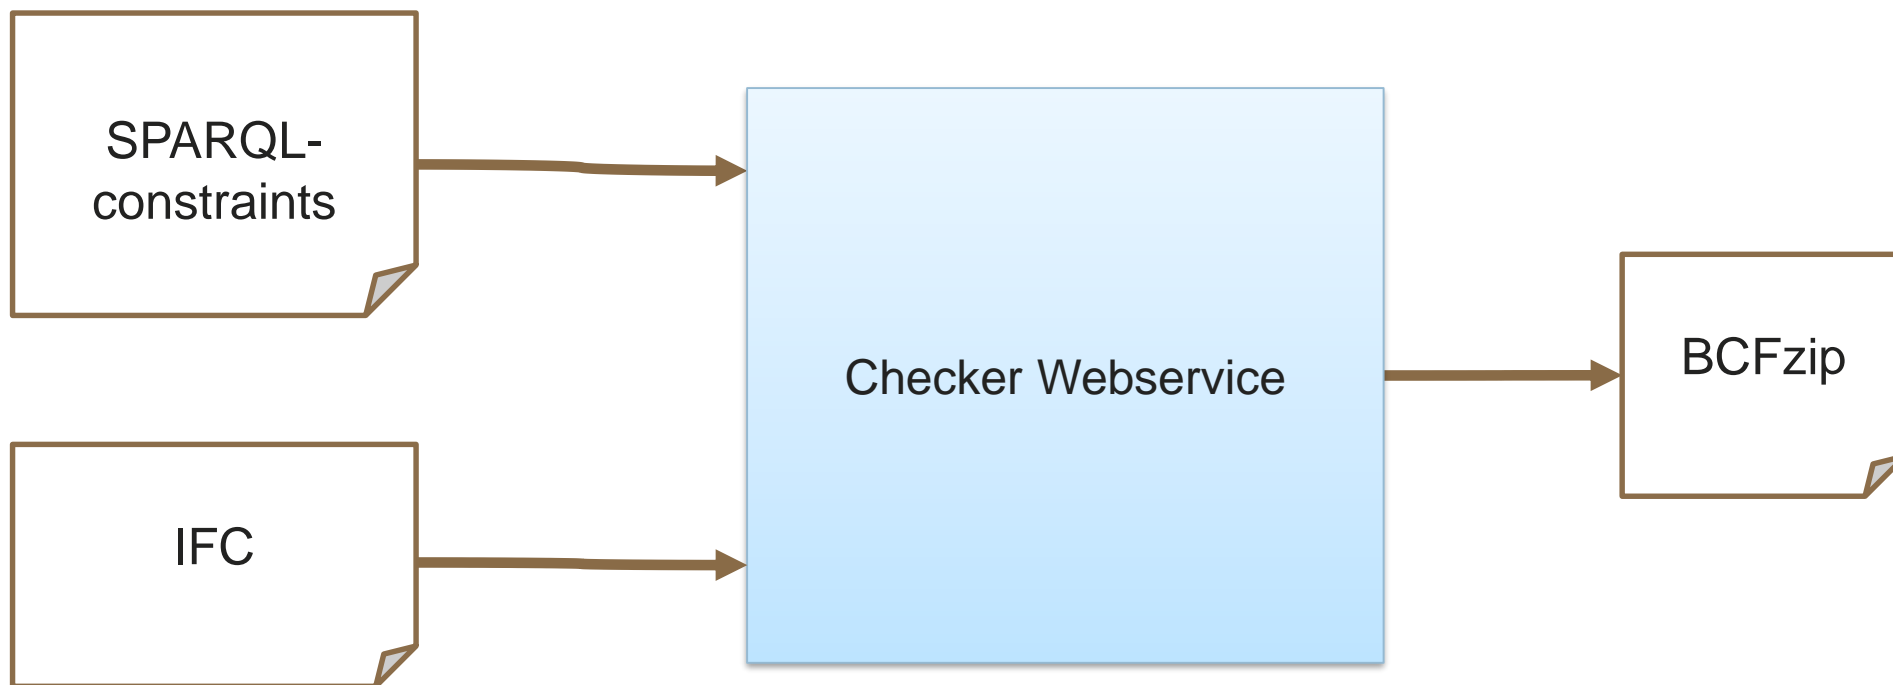 SPARQL-
constraints
Checker Webservice
BCFzip
IFC